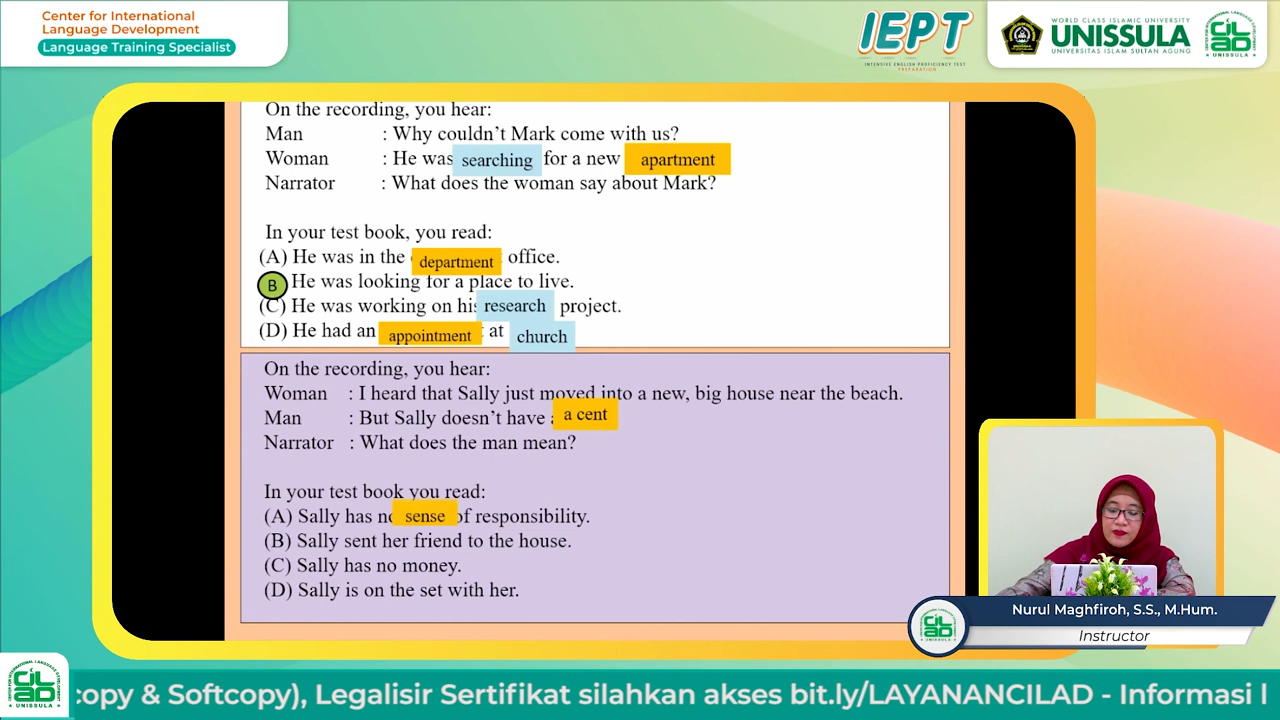 Center for International
Language Development
Language Training Specialist
IEPT
INTENSIVE ENGLISH PROFICIENCY TEST
PREPARATION
WORLD CLASS ISLAMIC UNIVERSITY
UNISSULA
UNIVERSITAS ISLAM SULTAN AGUNG
CILAD
UNISSULA
On the recording, you hear:
Man : Why couldn't Mark come with us?
Woman : He was searching for a new apartment
Narrator : What does the woman say about Mark?
In your test book, you read:
(A) He was in the department office.
B He was looking for a place to live.
(C) He was working on his research project.
(D) He had an appointment at church
On the recording, you hear:
Woman : I heard that Sally just moved into a new, big house near the beach.
Man : But Sally doesn't have a cent
Narrator : What does the man mean?
In your test book you read:
(A) Sally has no sense of responsibility.
(B) Sally sent her friend to the house.
(C) Sally has no money.
(D) Sally is on the set with her.
Nurul Maghfiroh, S.S., M.Hum.
Instructor
CILAD
UNISSULA
copy & Softcopy), Legalisir Sertifikat silahkan akses bit.ly/LAYANANCILAD - Informasi l